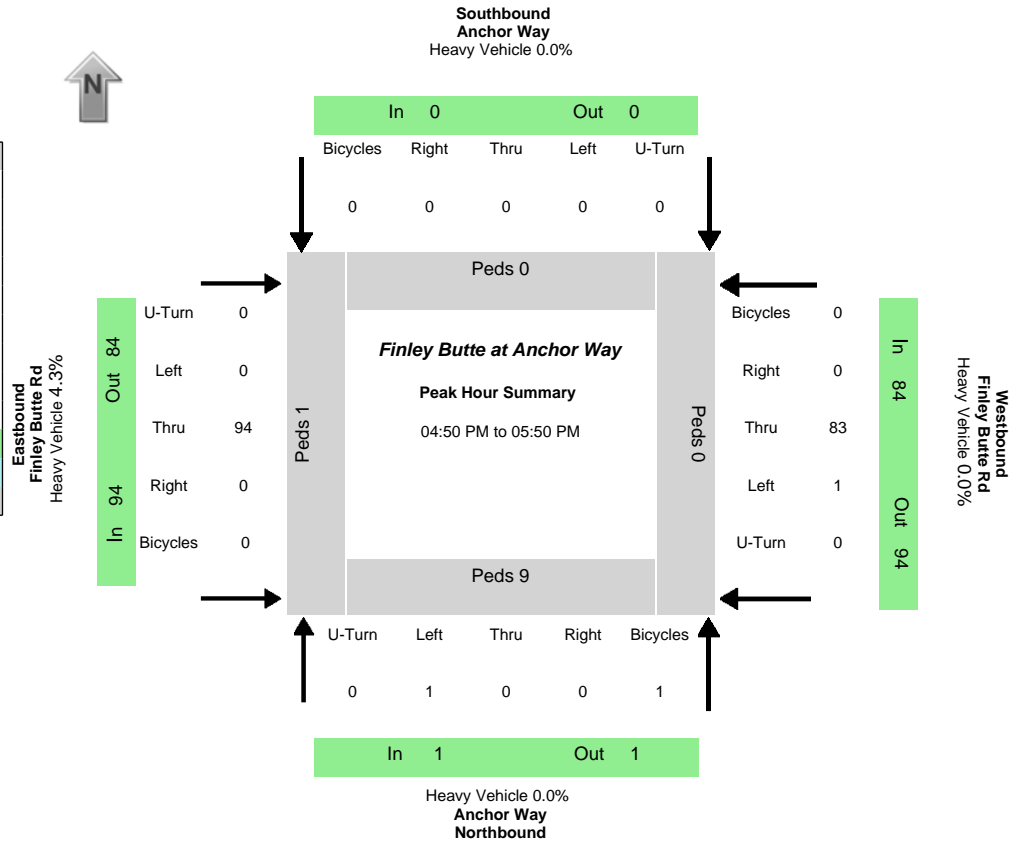 Southbound
Anchor Way
Heavy Vehicle 0.0%
N
In 0 Out 0
Bicycles Right Thru Left U-Turn
0 0 0 0 0
Peds 0
Eastbound
Finley Butte Rd
Heavy Vehicle 4.3%
Out 84
In 94
U-Turn 0
Left 0
Thru 94
Right 0
Bicycles 0
Peds 1
Finley Butte at Anchor Way
Peak Hour Summary
04:50 PM to 05:50 PM
Peds 0
Bicycles 0
Right 0
Thru 83
Left 1
U-Turn 0
In 84
Out 94
Westbound
Finley Butte Rd
Heavy Vehicle 0.0%
Peds 9
U-Turn Left Thru Right Bicycles
0 1 0 0 1
In 1 Out 1
Heavy Vehicle 0.0%
Anchor Way
Northbound